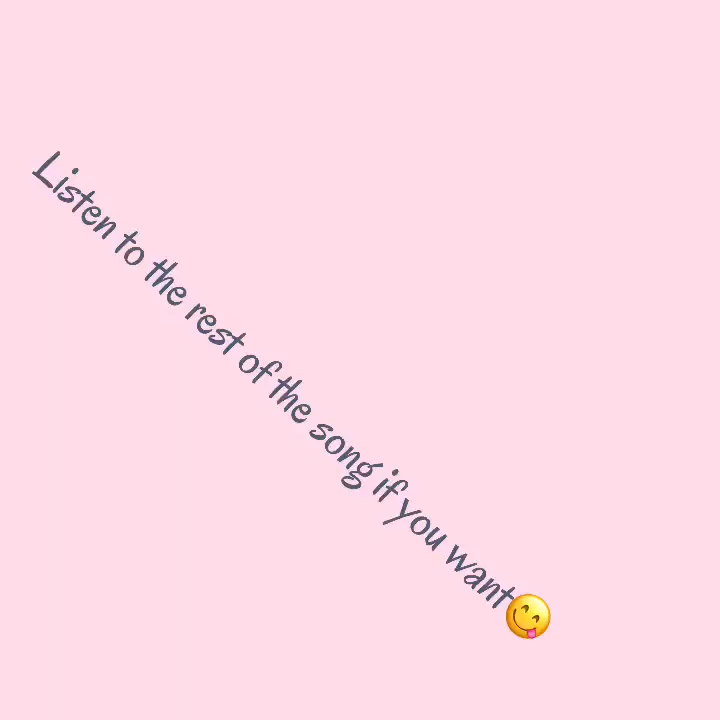 Listen to the rest of the song if you want😋